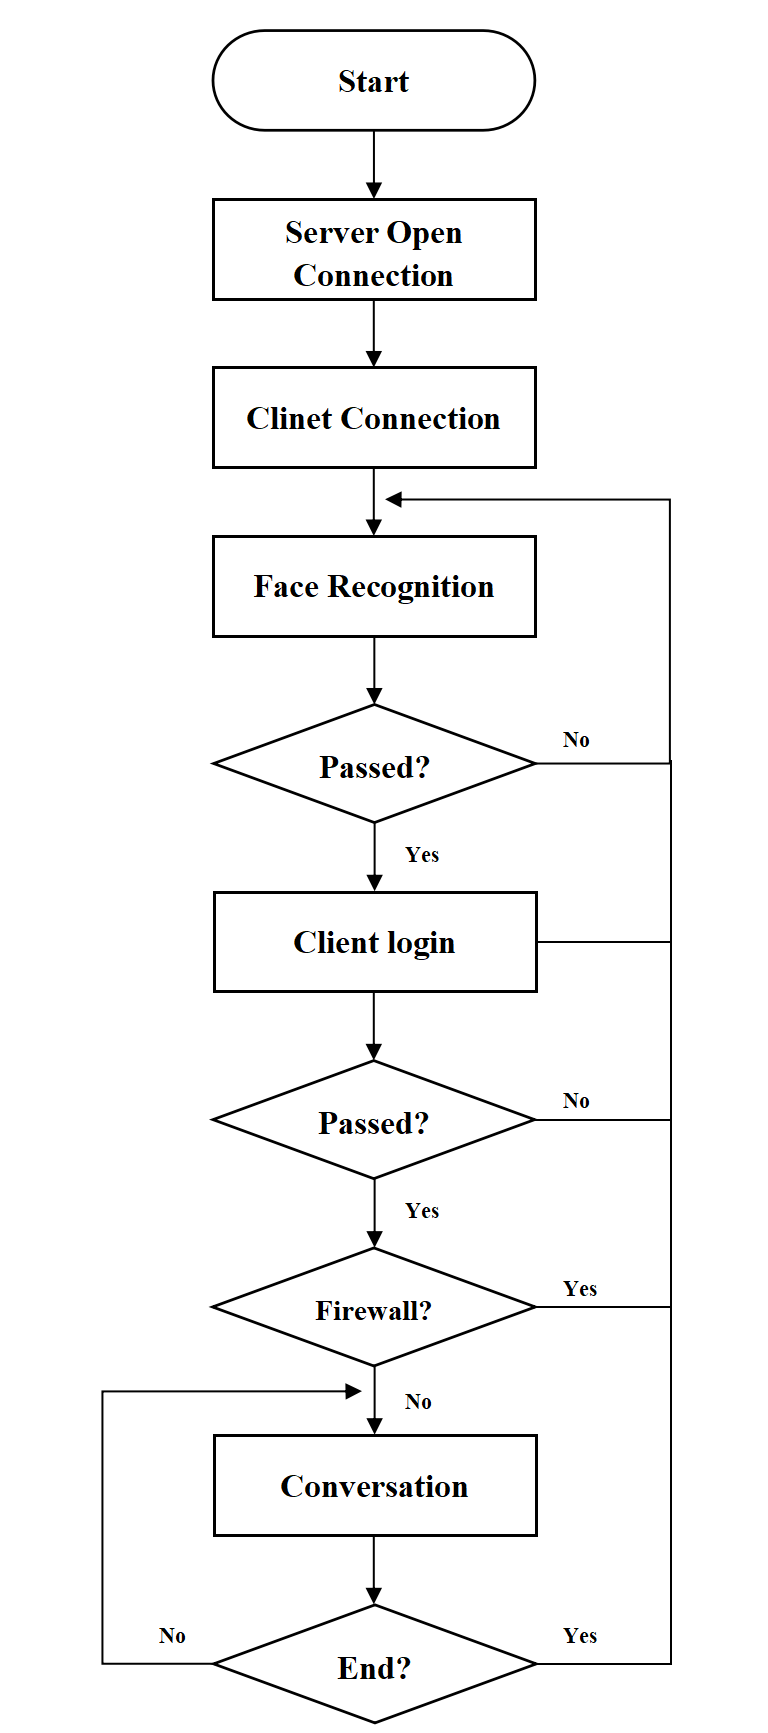 Start
Server Open
Connection
Clinet Connection
Face Recognition
Passed?
No
Yes
Client login
Passed?
No
Yes
Firewall?
Yes
No
Conversation
No
End?
Yes